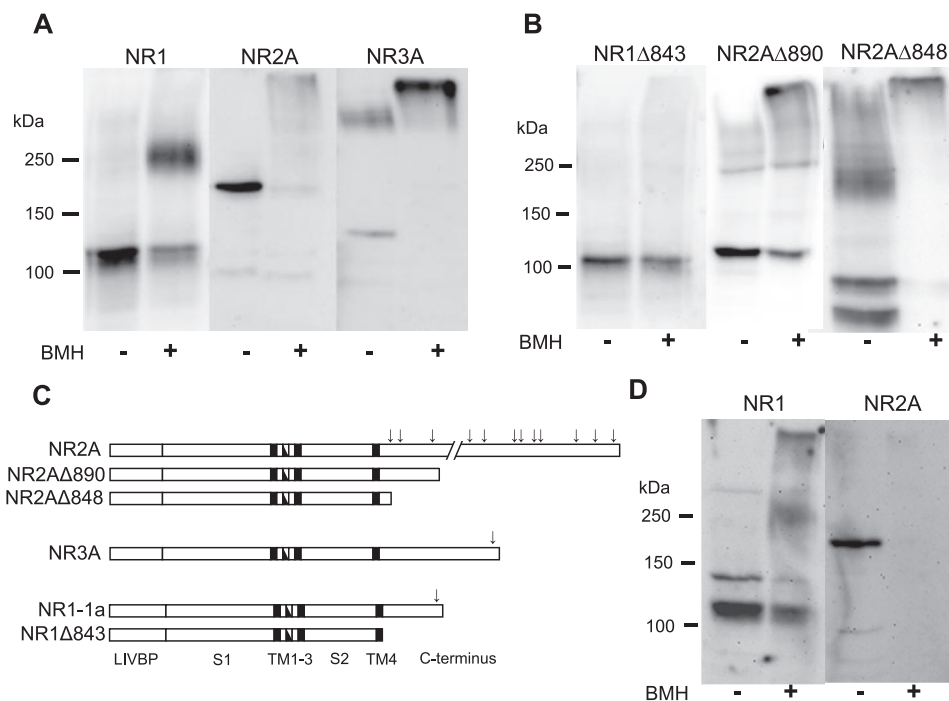 A
NR1 NR2A NR3A
kDa
250
150
100
BMH - + - + - +
B
NR1Δ843 NR2AΔ890 NR2AΔ848
kDa
250
150
100
BMH - + - + - +
C
NR2A
NR2AΔ890
NR2AΔ848
NR3A
NR1-1a
NR1Δ843
LIVBP S1 TM1-3 S2 TM4 C-terminus
D
NR1 NR2A
kDa
250
150
100
BMH - + - +